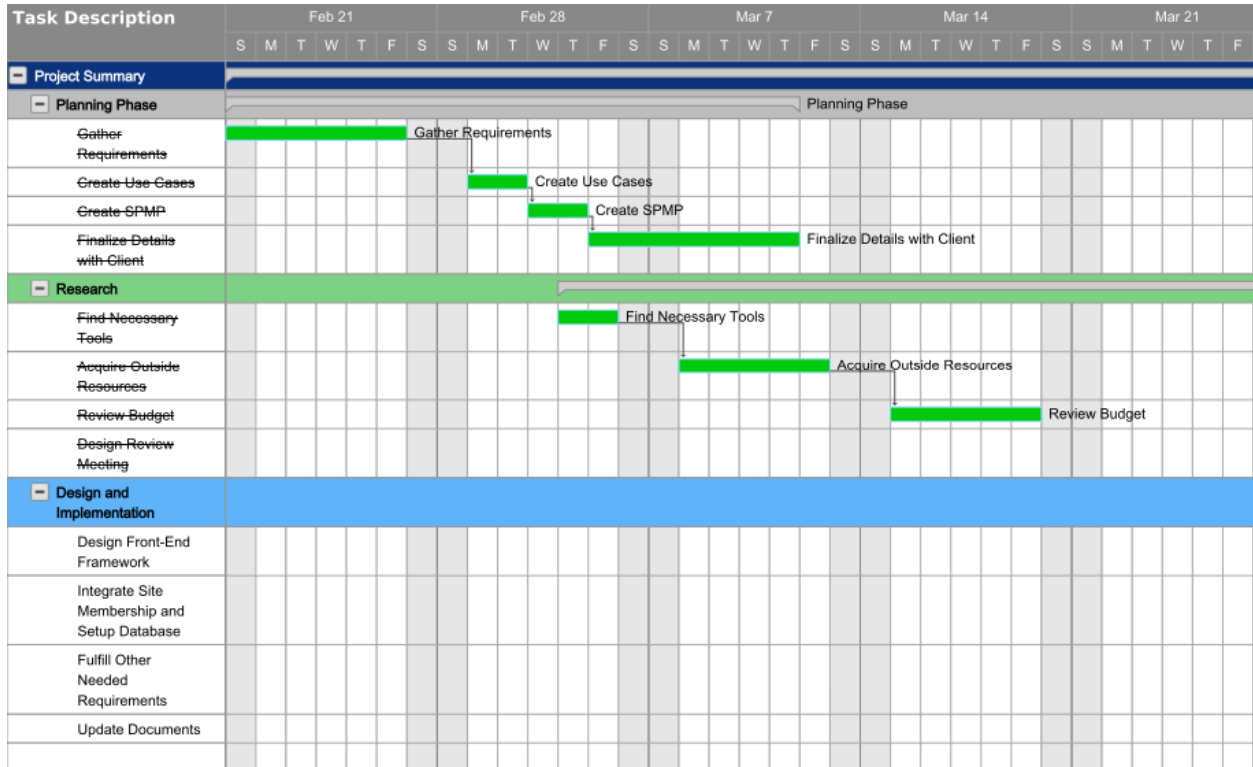 Task Description
Feb 21 Feb 28 Mar 7 Mar 14 Mar 21
S M T W T F S S M T W T F S S M T W T F S S M T W T F S S M T W T F
Project Summary
Planning Phase Planning Phase
Gather Gather Requirements
Requirements
Create Use Cases Create Use Cases
Create SPMP Create SPMP
Finalize Details Finalize Details with Client
with Client
Research
Find Necessary Find Necessary Tools
Tools
Acquire Outside Acquire Outside Resources
Resources
Review Budget Review Budget
Design Review
Meeting
Design and
Implementation
Design Front-End
Framework
Integrate Site
Membership and
Setup Database
Fulfill Other
Needed
Requirements
Update Documents